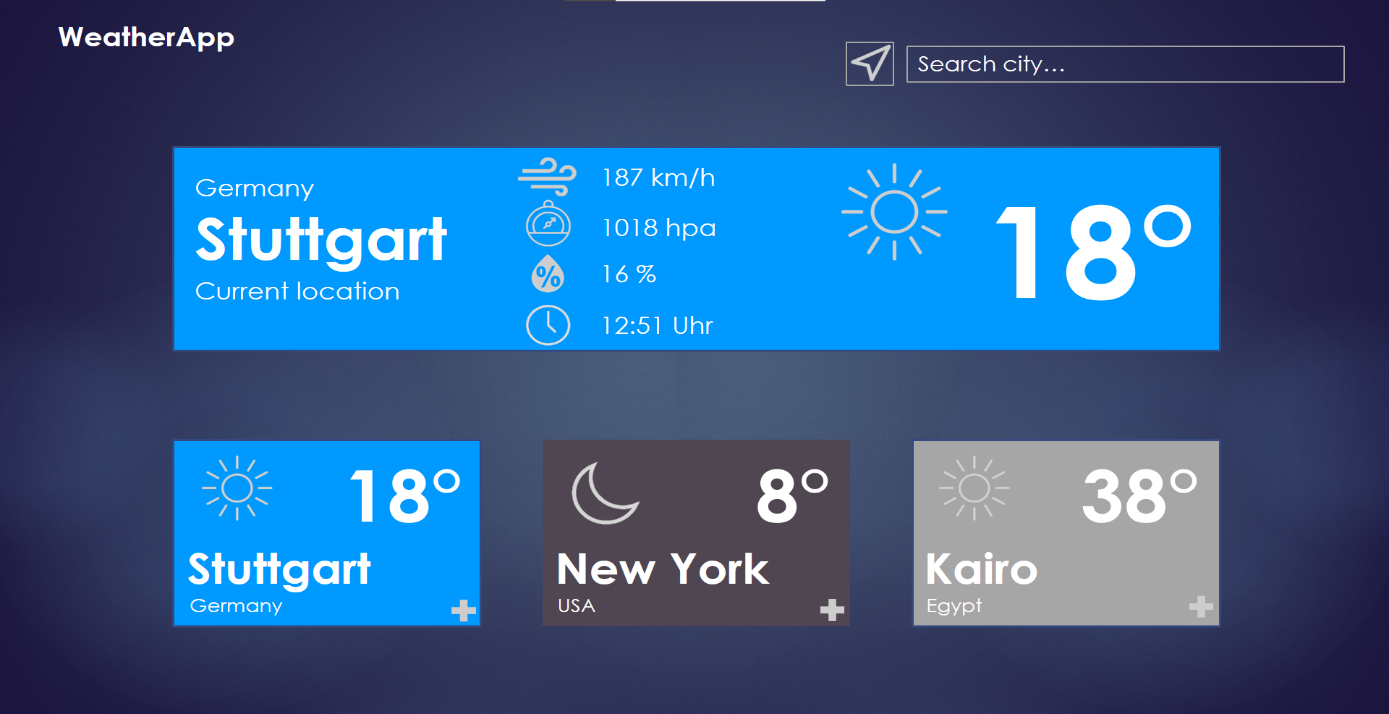 WeatherApp
Search city...
Germany
Stuttgart
Current location
187 km/h
1018 hpa
%
16 %
12:51 Uhr
18°
18°
Stuttgart
Germany
8°
New York
USA
38°
Kairo
Egypt